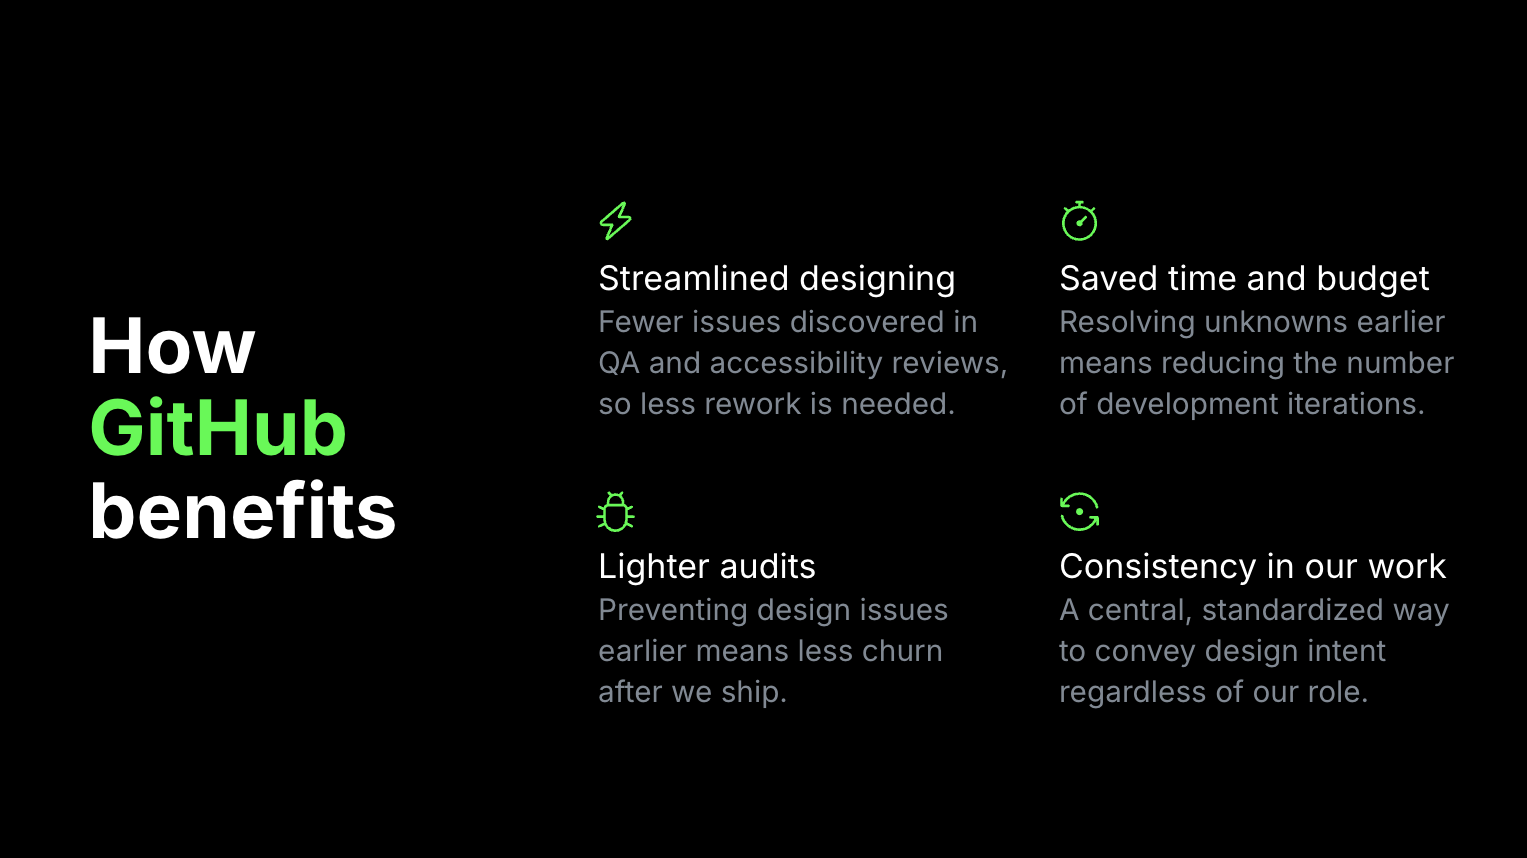 How
GitHub
benefits
Streamlined designing
Fewer issues discovered in
QA and accessibility reviews,
so less rework is needed.
Saved time and budget
Resolving unknowns earlier
means reducing the number
of development iterations.
Lighter audits
Preventing design issues
earlier means less churn
after we ship.
Consistency in our work
A central, standardized way
to convey design intent
regardless of our role.